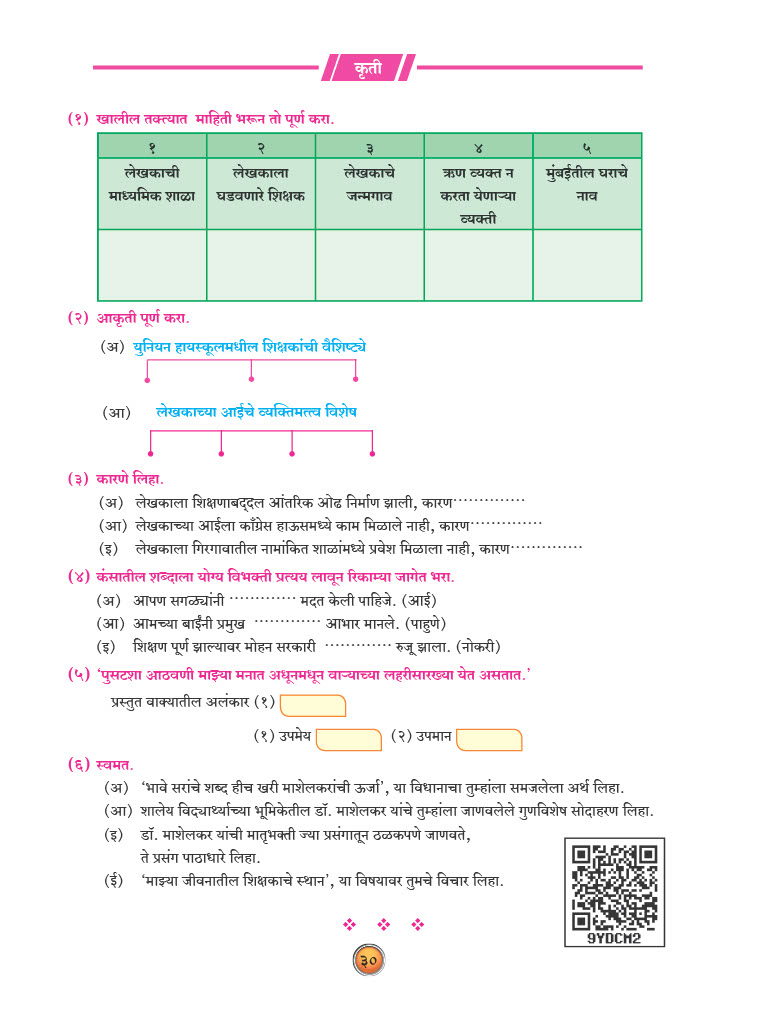 कृती
(१) खालील तक्त्यात माहिती भरून तो पूर्ण करा.
१ २ ३ ४ ५
लेखकाची माध्यमिक शाळा
लेखकाला घडवणारे शिक्षक
लेखकाचे जन्मगाव
ऋण व्यक्त न करता येणाऱ्या व्यक्ती
मुंबईतील घराचे नाव
(२) आकृती पूर्ण करा.
(अ) युनियन हायस्कूलमधील शिक्षकांची वैशिष्ट्ये
(आ) लेखकाच्या आईचे व्यक्तिमत्त्व विशेष
(३) कारणे लिहा.
(अ) लेखकाला शिक्षणाबद्दल आंतरिक ओढ निर्माण झाली, कारण..............
(आ) लेखकाच्या आईला काँग्रेस हाऊसमध्ये काम मिळाले नाही, कारण..............
(इ) लेखकाला गिरगावातील नामांकित शाळांमध्ये प्रवेश मिळाला नाही, कारण..............
(४) कंसातील शब्दाला योग्य विभक्ती प्रत्यय लावून रिकाम्या जागेत भरा.
(अ) आपण सगळ्यांनी ............. मदत केली पाहिजे. (आई)
(आ) आमच्या बाईंनी प्रमुख ............. आभार मानले. (पाहुणे)
(इ) शिक्षण पूर्ण झाल्यावर मोहन सरकारी ............. रुजू झाला. (नोकरी)
(५) ‘पुसटशा आठवणी माझ्या मनात अधूनमधून वाऱ्याच्या लहरीसारख्या येत असतात.’
प्रस्तुत वाक्यातील अलंकार (१)
(१) उपमेय (२) उपमान
(६) स्वमत.
(अ) ‘भावे सरांचे शब्द हीच खरी माशेलकरांची ऊर्जा’, या विधानाचा तुम्हांला समजलेला अर्थ लिहा.
(आ) शालेय विद्यार्थ्याच्या भूमिकेतील डॉ. माशेलकर यांचे तुम्हांला जाणवलेले गुणविशेष सोदाहरण लिहा.
(इ) डॉ. माशेलकर यांची मातृभक्ती ज्या प्रसंगातून ठळकपणे जाणवते,
ते प्रसंग पाठाधारे लिहा.
(ई) ‘माझ्या जीवनातील शिक्षकाचे स्थान’, या विषयावर तुमचे विचार लिहा.
9YDCM2
३०